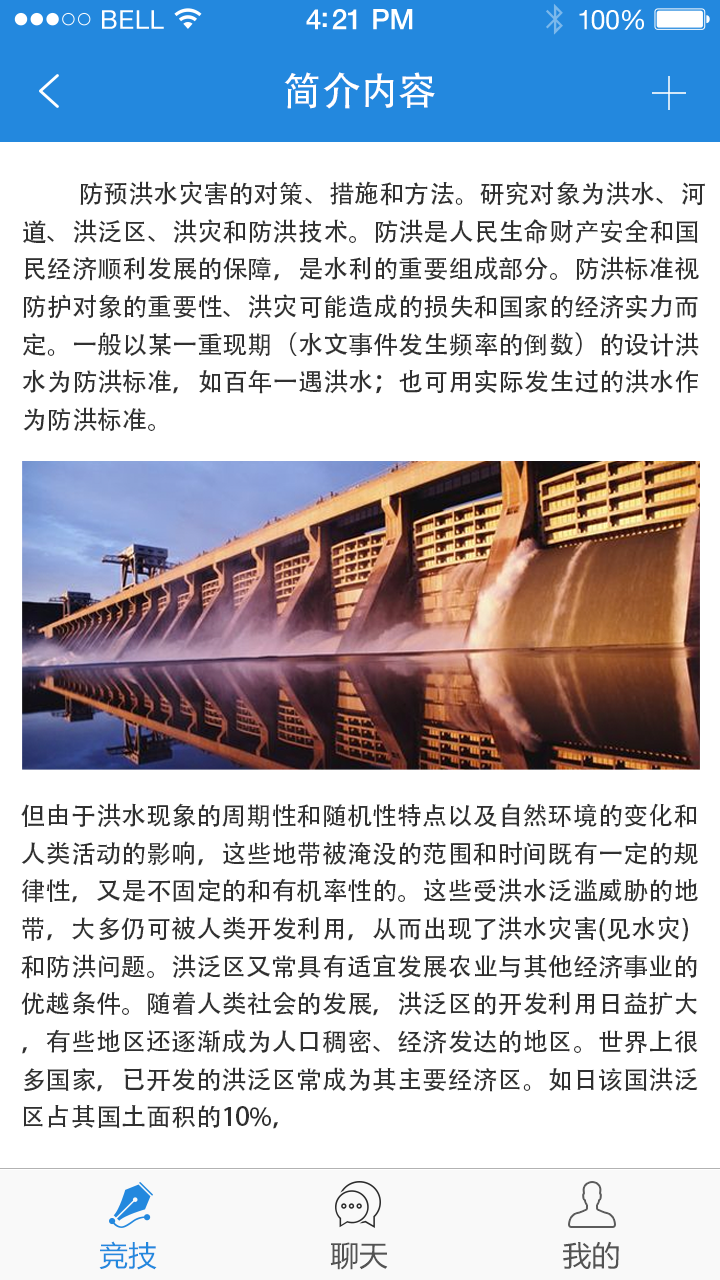 BELL 4:21 PM 100%
简介内容
防预洪水灾害的对策、措施和方法。研究对象为洪水、河
道、洪泛区、洪灾和防洪技术。防洪是人民生命财产安全和国
民经济顺利发展的保障，是水利的重要组成部分。防洪标准视
防护对象的重要性、洪灾可能造成的损失和国家的经济实力而
定。一般以某一重现期（水文事件发生频率的倒数）的设计洪
水为防洪标准，如百年一遇洪水；也可用实际发生过的洪水作
为防洪标准。
但由于洪水现象的周期性和随机性特点以及自然环境的变化和
人类活动的影响，这些地带被淹没的范围和时间既有一定的规
律性，又是不固定的和有机率性的。这些受洪水泛滥威胁的地
带，大多仍可被人类开发利用，从而出现了洪水灾害(见水灾)
和防洪问题。洪泛区又常具有适宜发展农业与其他经济事业的
优越条件。随着人类社会的发展，洪泛区的开发利用日益扩大
，有些地区还逐渐成为人口稠密、经济发达的地区。世界上很
多国家，已开发的洪泛区常成为其主要经济区。如日该国洪泛
区占其国土面积的10%,
竞技 聊天 我的